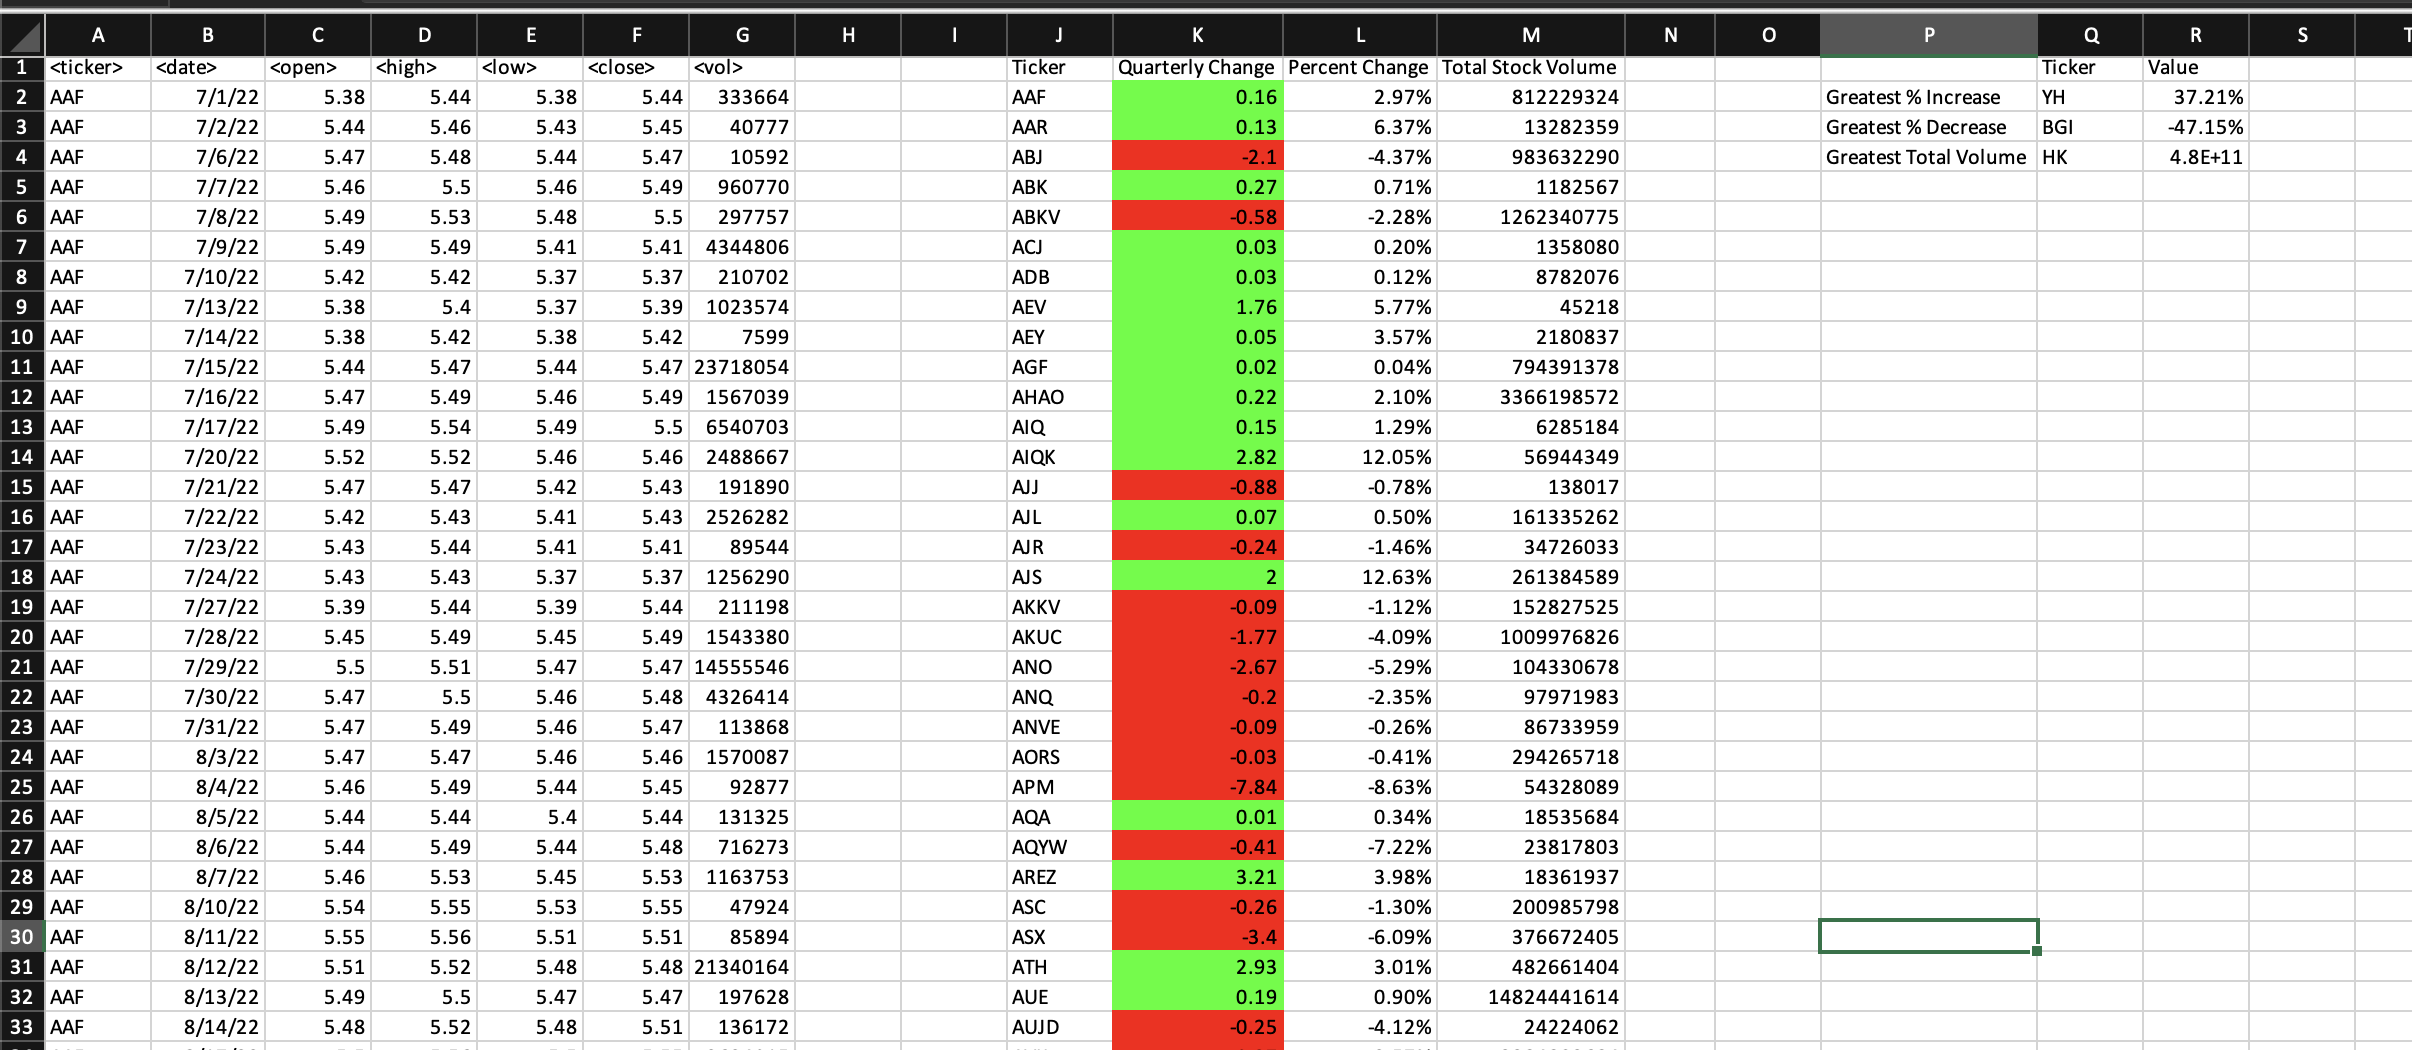 A B C D E F G H I J K L M N O P Q R S T
1 <ticker> <date> <open> <high> <low> <close> <vol> Ticker Quarterly Change Percent Change Total Stock Volume Ticker Value
2 AAF 7/1/22 5.38 5.44 5.38 5.44 333664 AAF 0.16 2.97% 812229324 Greatest % Increase YH 37.21%
3 AAF 7/2/22 5.44 5.46 5.43 5.45 40777 AAR 0.13 6.37% 13282359 Greatest % Decrease BGI -47.15%
4 AAF 7/6/22 5.47 5.48 5.44 5.47 10592 ABJ -2.1 -4.37% 983632290 Greatest Total Volume HK 4.8E+11
5 AAF 7/7/22 5.46 5.5 5.46 5.49 960770 ABK 0.27 0.71% 1182567
6 AAF 7/8/22 5.49 5.53 5.48 5.5 297757 ABKV -0.58 -2.28% 1262340775
7 AAF 7/9/22 5.49 5.49 5.41 5.41 4344806 ACJ 0.03 0.20% 1358080
8 AAF 7/10/22 5.42 5.42 5.37 5.37 210702 ADB 0.03 0.12% 8782076
9 AAF 7/13/22 5.38 5.4 5.37 5.39 1023574 AEV 1.76 5.77% 45218
10 AAF 7/14/22 5.38 5.42 5.38 5.42 7599 AEY 0.05 3.57% 2180837
11 AAF 7/15/22 5.44 5.47 5.44 5.47 23718054 AGF 0.02 0.04% 794391378
12 AAF 7/16/22 5.47 5.49 5.46 5.49 1567039 AHAO 0.22 2.10% 3366198572
13 AAF 7/17/22 5.49 5.54 5.49 5.5 6540703 AIQ 0.15 1.29% 6285184
14 AAF 7/20/22 5.52 5.52 5.46 5.46 2488667 AIQK 2.82 12.05% 56944349
15 AAF 7/21/22 5.47 5.47 5.42 5.43 191890 AJJ -0.88 -0.78% 138017
16 AAF 7/22/22 5.42 5.43 5.41 5.43 2526282 AJL 0.07 0.50% 161335262
17 AAF 7/23/22 5.43 5.44 5.41 5.41 89544 AJR -0.24 -1.46% 34726033
18 AAF 7/24/22 5.43 5.43 5.37 5.37 1256290 AJS 2 12.63% 261384589
19 AAF 7/27/22 5.39 5.44 5.39 5.44 211198 AKKV -0.09 -1.12% 152827525
20 AAF 7/28/22 5.45 5.49 5.45 5.49 1543380 AKUC -1.77 -4.09% 1009976826
21 AAF 7/29/22 5.5 5.51 5.47 5.47 14555546 ANO -2.67 -5.29% 104330678
22 AAF 7/30/22 5.47 5.5 5.46 5.48 4326414 ANQ -0.2 -2.35% 97971983
23 AAF 7/31/22 5.47 5.49 5.46 5.47 113868 ANVE -0.09 -0.26% 86733959
24 AAF 8/3/22 5.47 5.47 5.46 5.46 1570087 AORS -0.03 -0.41% 294265718
25 AAF 8/4/22 5.46 5.49 5.44 5.45 92877 APM -7.84 -8.63% 54328089
26 AAF 8/5/22 5.44 5.44 5.4 5.44 131325 AQA 0.01 0.34% 18535684
27 AAF 8/6/22 5.44 5.49 5.44 5.48 716273 AQYW -0.41 -7.22% 23817803
28 AAF 8/7/22 5.46 5.53 5.45 5.53 1163753 AREZ 3.21 3.98% 18361937
29 AAF 8/10/22 5.54 5.55 5.53 5.55 47924 ASC -0.26 -1.30% 200985798
30 AAF 8/11/22 5.55 5.56 5.51 5.51 85894 ASX -3.4 -6.09% 376672405
31 AAF 8/12/22 5.51 5.52 5.48 5.48 21340164 ATH 2.93 3.01% 482661404
32 AAF 8/13/22 5.49 5.5 5.47 5.47 197628 AUE 0.19 0.90% 14824441614
33 AAF 8/14/22 5.48 5.52 5.48 5.51 136172 AUJD -0.25 -4.12% 24224062